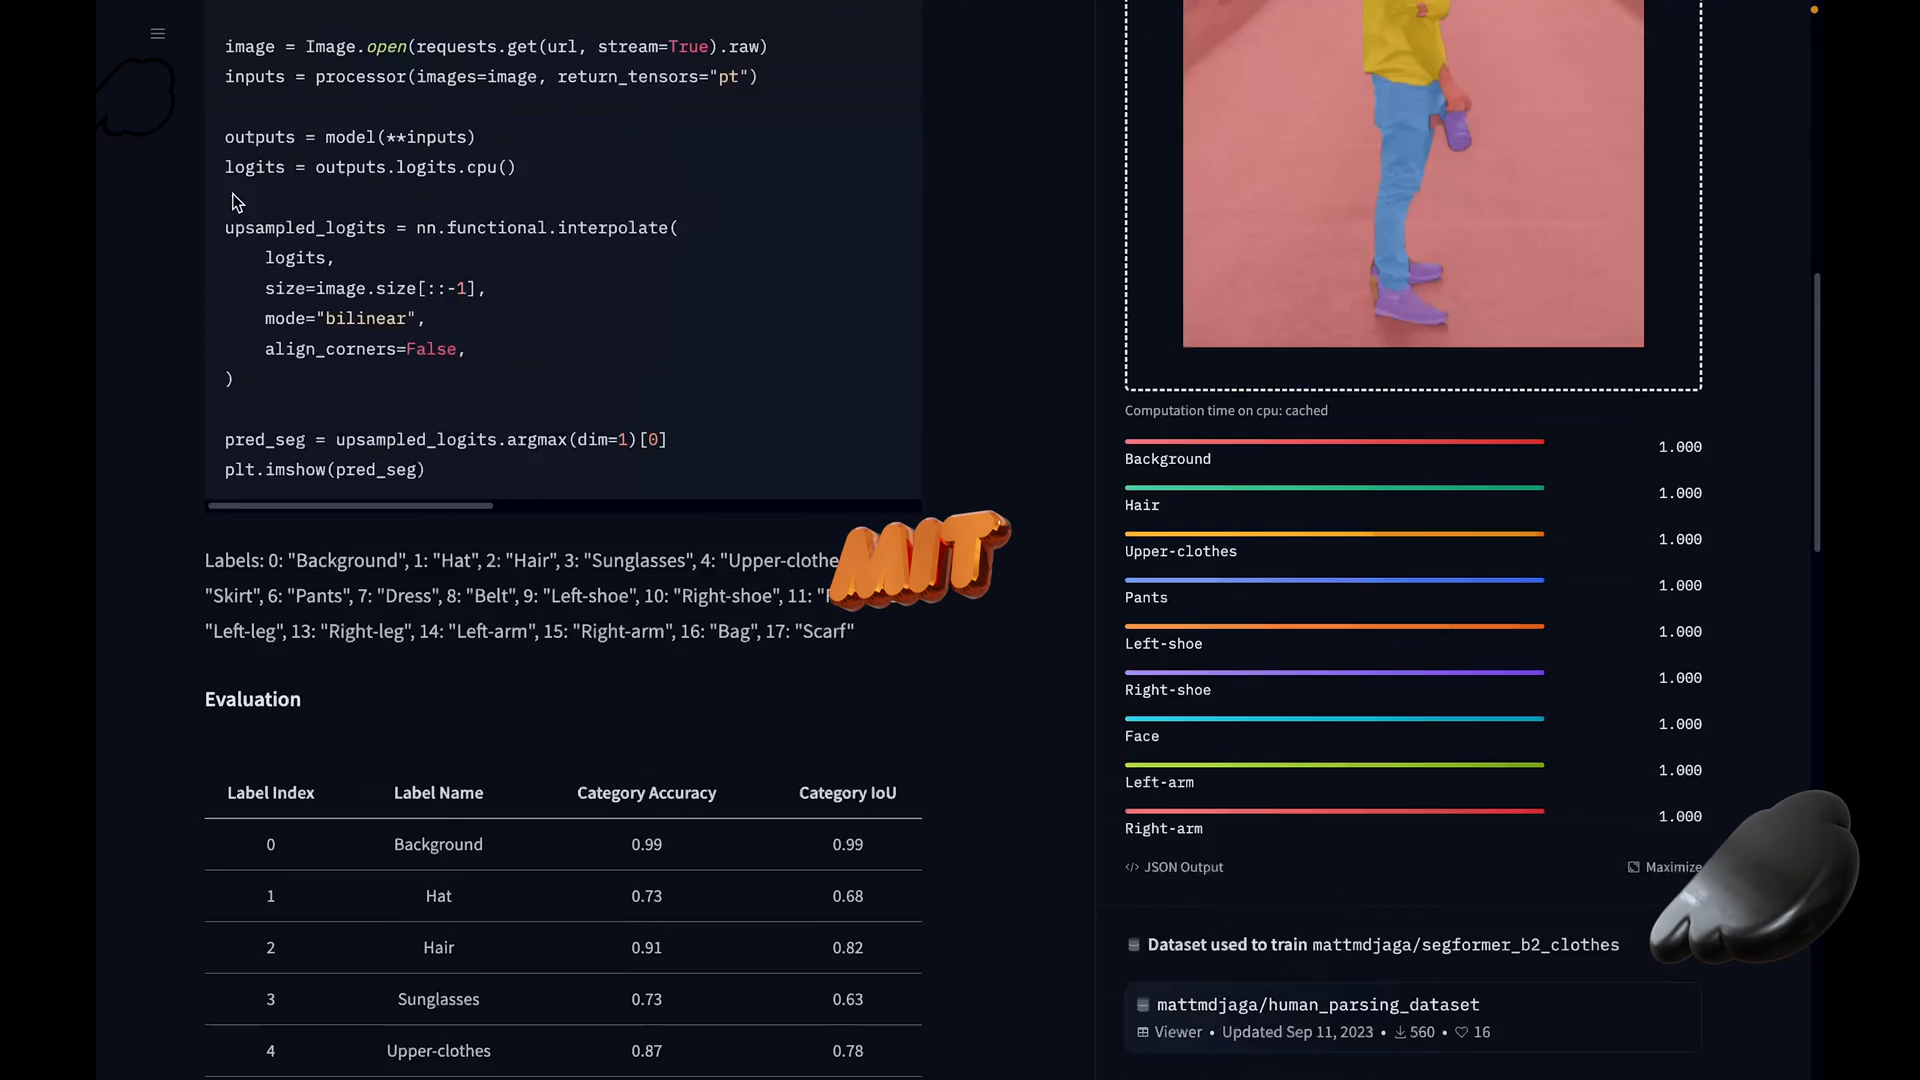 image = Image.open(requests.get(url, stream=True).raw)
inputs = processor(images=image, return_tensors="pt")
outputs = model(**inputs)
logits = outputs.logits.cpu()
upsampled_logits = nn.functional.interpolate(
logits,
size=image.size[::-1],
mode="bilinear",
align_corners=False,
)
pred_seg = upsampled_logits.argmax(dim=1)[0]
plt.imshow(pred_seg)
Labels: 0: "Background", 1: "Hat", 2: "Hair", 3: "Sunglasses", 4: "Upper-clothe
"Skirt", 6: "Pants", 7: "Dress", 8: "Belt", 9: "Left-shoe", 10: "Right-shoe", 11: "
"Left-leg", 13: "Right-leg", 14: "Left-arm", 15: "Right-arm", 16: "Bag", 17: "Scarf"
MIT
Evaluation
Label Index Label Name Category Accuracy Category IoU
0 Background 0.99 0.99
1 Hat 0.73 0.68
2 Hair 0.91 0.82
3 Sunglasses 0.73 0.63
4 Upper-clothes 0.87 0.78
Computation time on cpu: cached
Background 1.000
Hair 1.000
Upper-clothes 1.000
Pants 1.000
Left-shoe 1.000
Right-shoe 1.000
Face 1.000
Left-arm 1.000
Right-arm 1.000
</> JSON Output Maximize
Dataset used to train mattmdjaga/segformer_b2_clothes
mattmdjaga/human_parsing_dataset
Viewer • Updated Sep 11, 2023 • 560 • 16